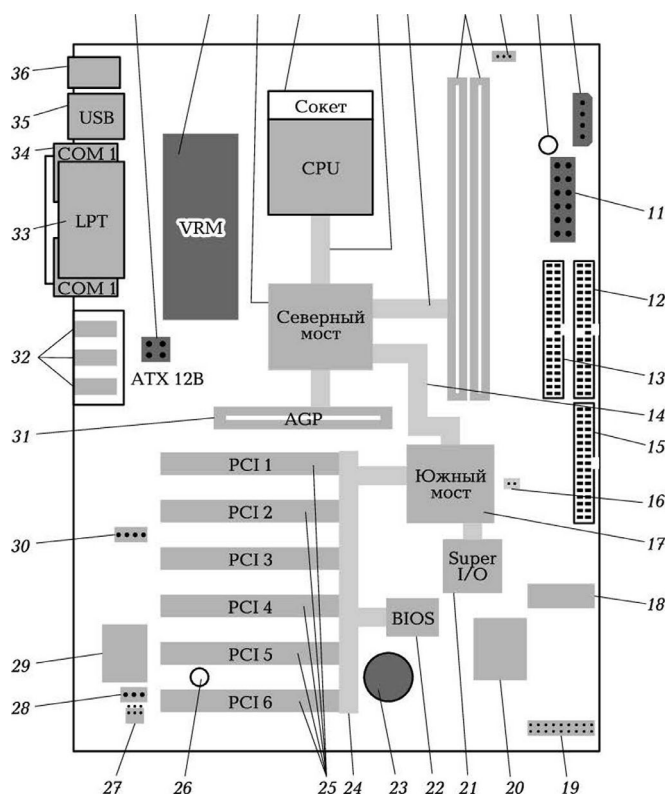 36
Сокет
35
USB
34
COM 1
CPU
11
33
LPT
VRM
COM 1
12
Северный
мост
32
13
ATX 12В
14
31
AGP
15
PCI 1
Южный
мост
16
PCI 2
30
17
PCI 3
Super
I/O
PCI 4
BIOS
18
29
PCI 5
28
PCI 6
27
26
25
24
23
22
21
20
19